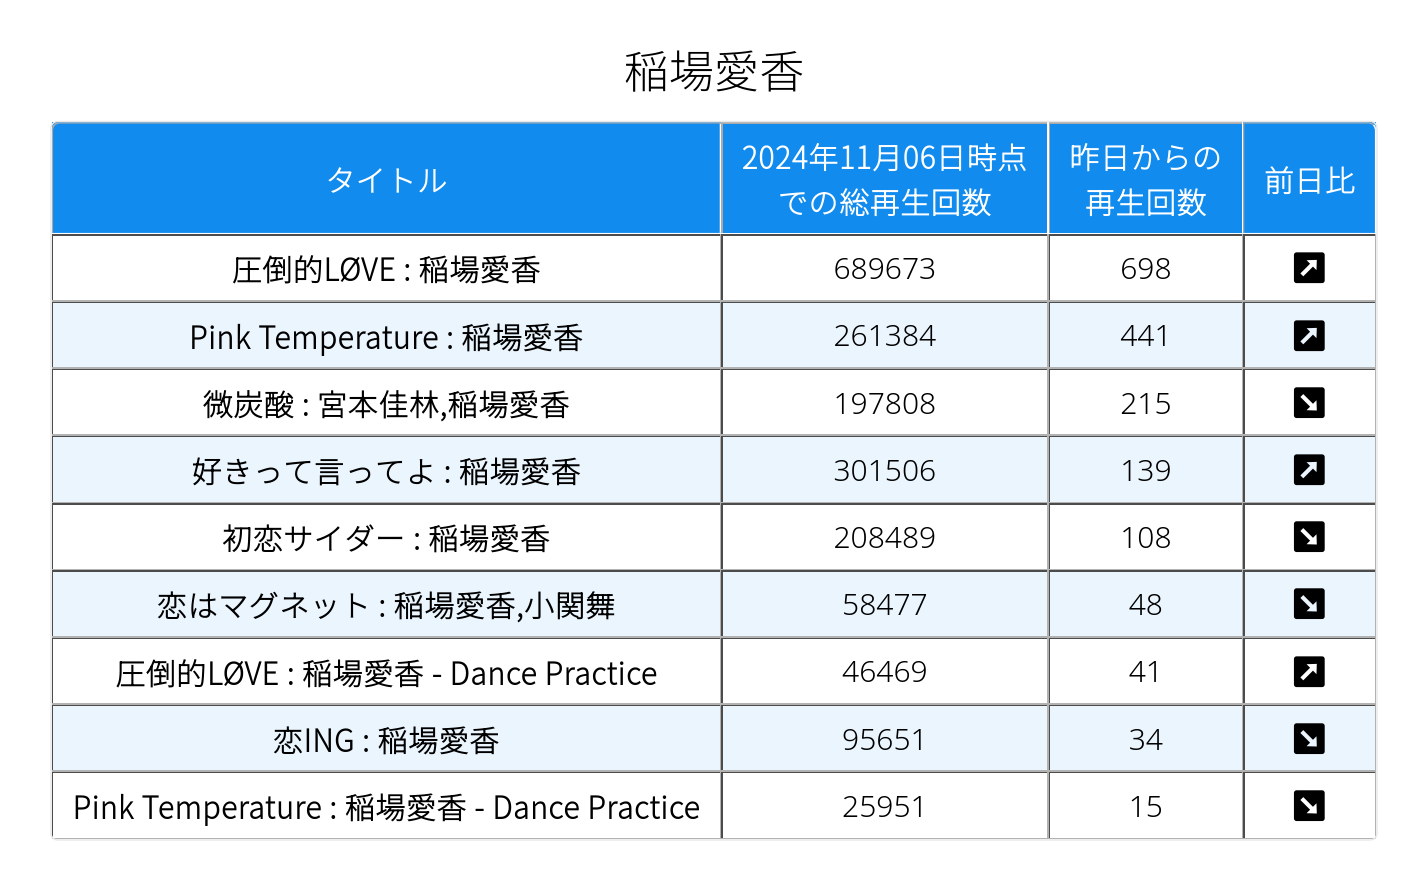 稲場愛香
タイトル
2024年11月06日時点
での総再生回数
昨日からの
再生回数
前日比
圧倒的LØVE : 稲場愛香 689673 698
Pink Temperature : 稲場愛香 261384 441
微炭酸 : 宮本佳林,稲場愛香 197808 215
好きって言ってよ : 稲場愛香 301506 139
初恋サイダー : 稲場愛香 208489 108
恋はマグネット : 稲場愛香,小関舞 58477 48
圧倒的LØVE : 稲場愛香 - Dance Practice 46469 41
恋ING : 稲場愛香 95651 34
Pink Temperature : 稲場愛香 - Dance Practice 25951 15